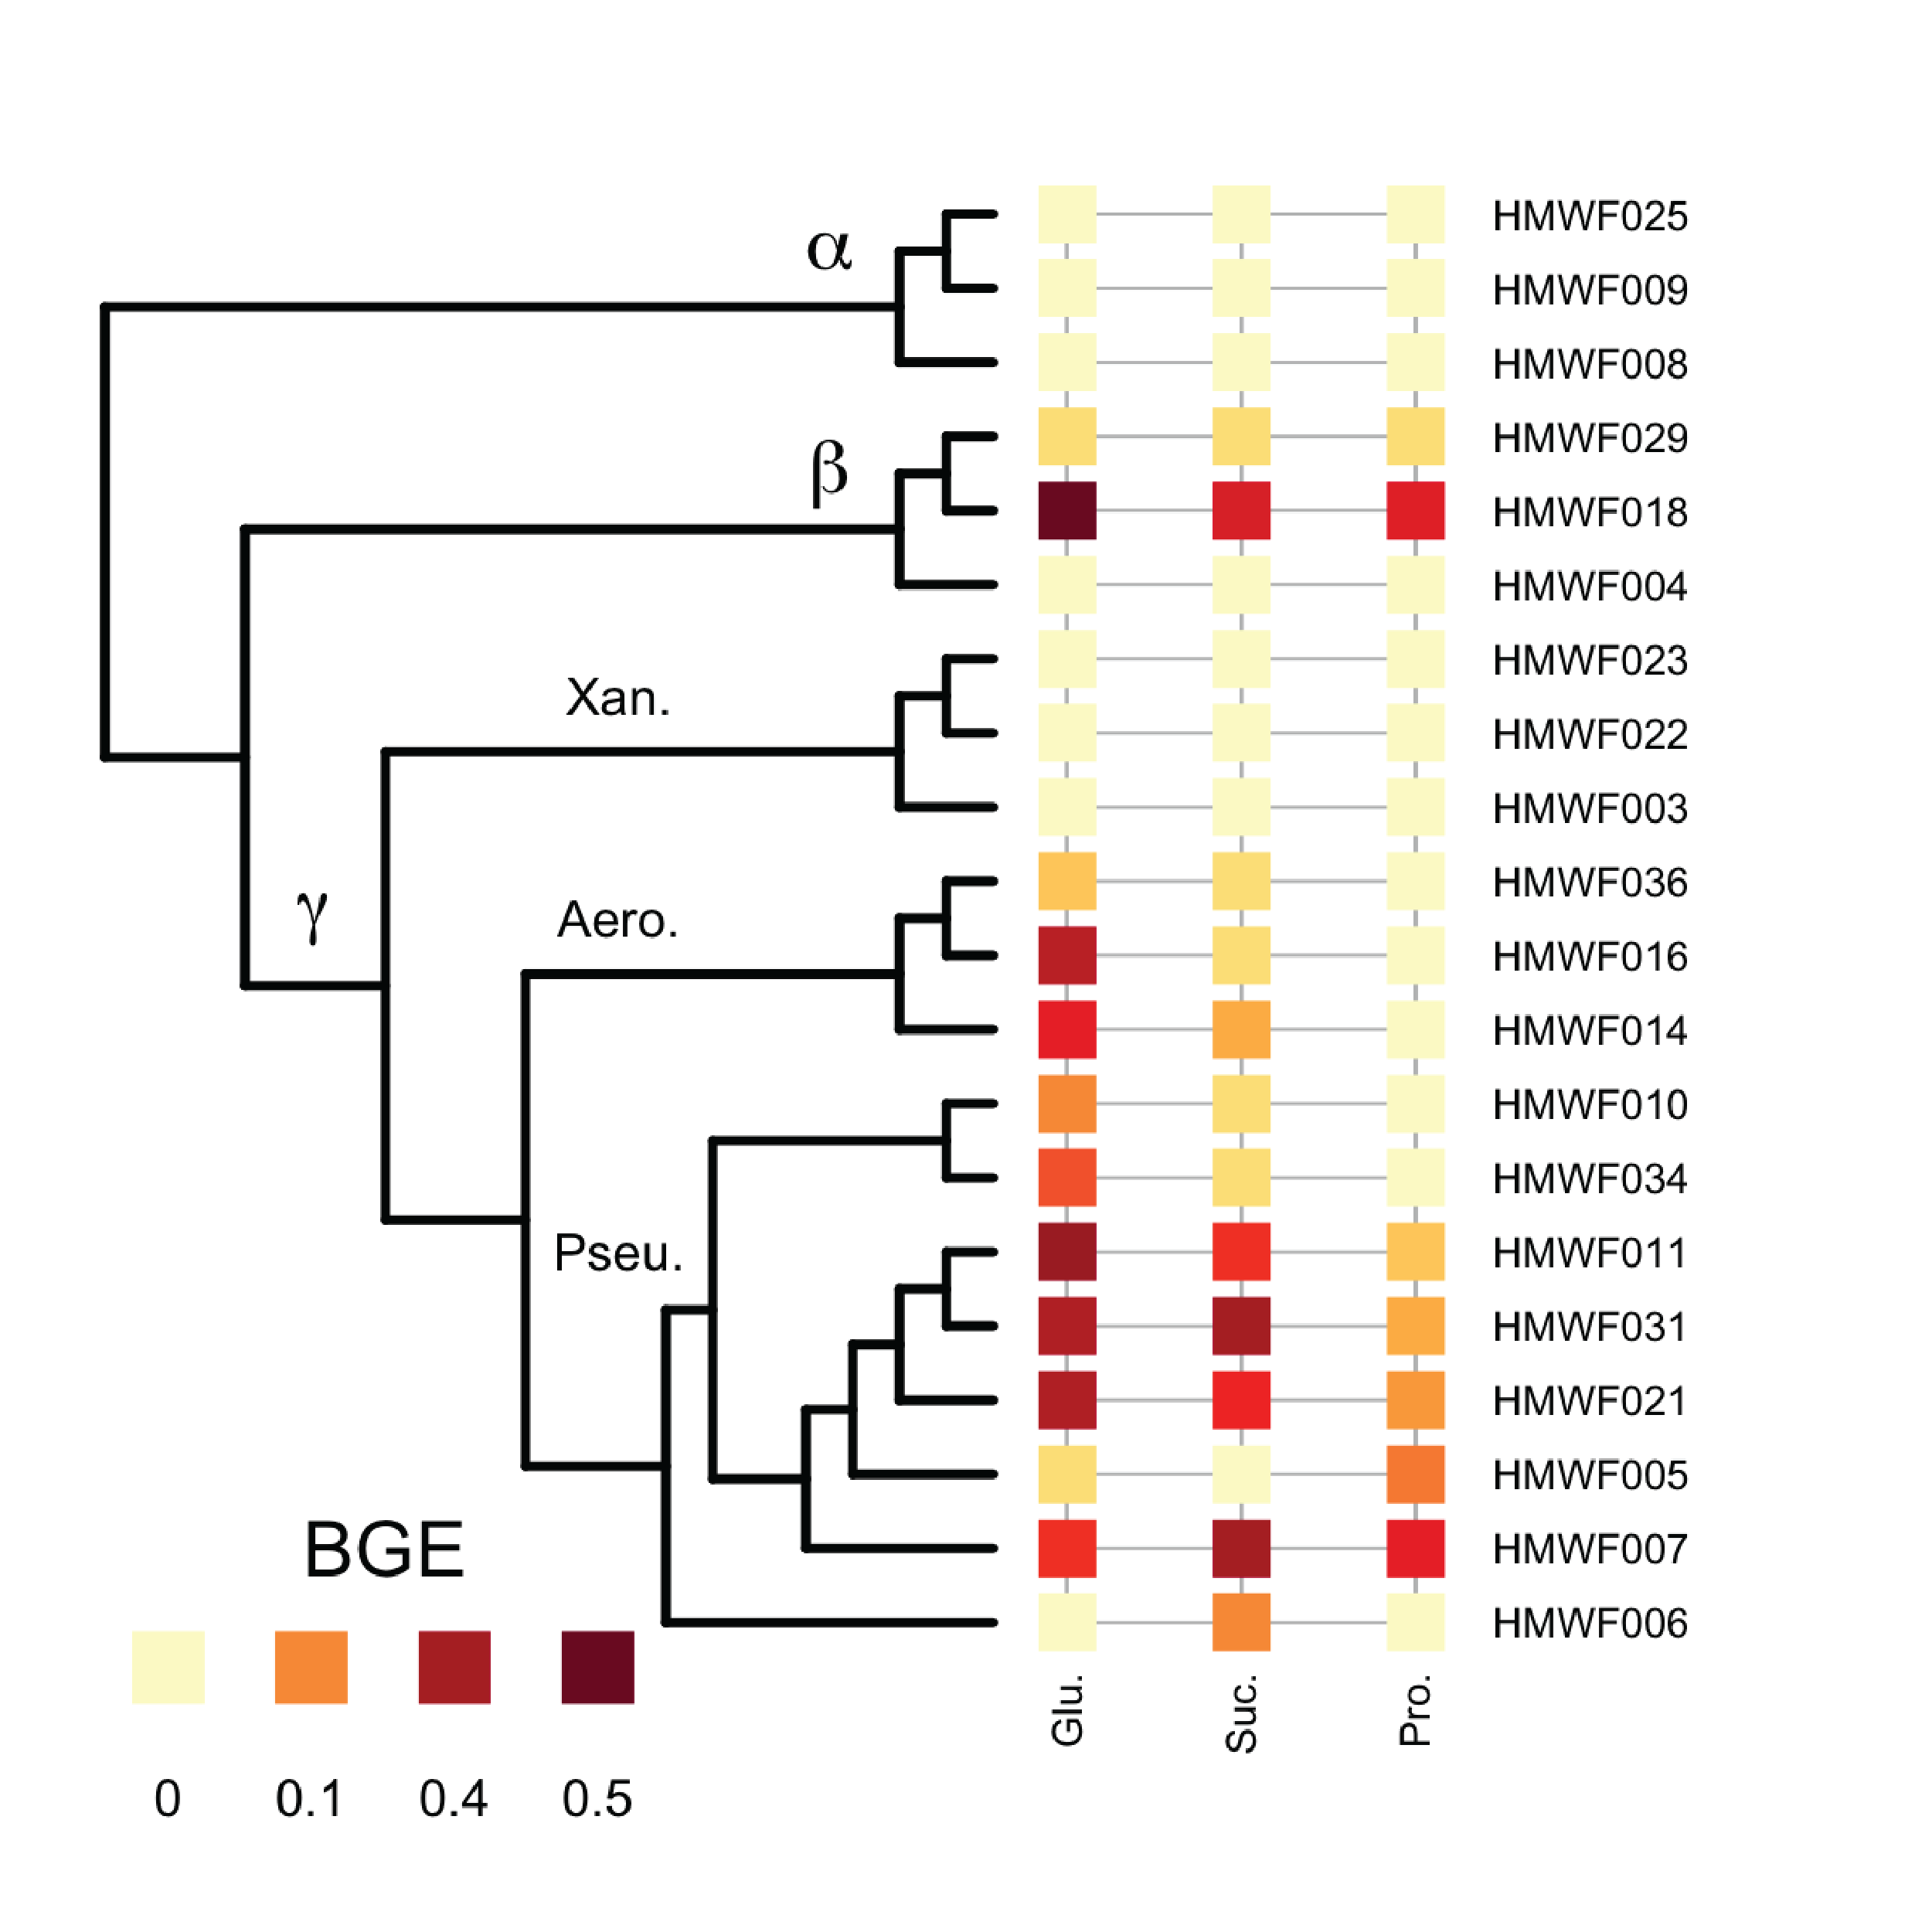 α
β
Xan.
γ
Aero.
Pseu.
HMWF025
HMWF009
HMWF008
HMWF029
HMWF018
HMWF004
HMWF023
HMWF022
HMWF003
HMWF036
HMWF016
HMWF014
HMWF010
HMWF034
HMWF011
HMWF031
HMWF021
HMWF005
HMWF007
HMWF006
Glu. Suc. Pro.
BGE
0 0.1 0.4 0.5